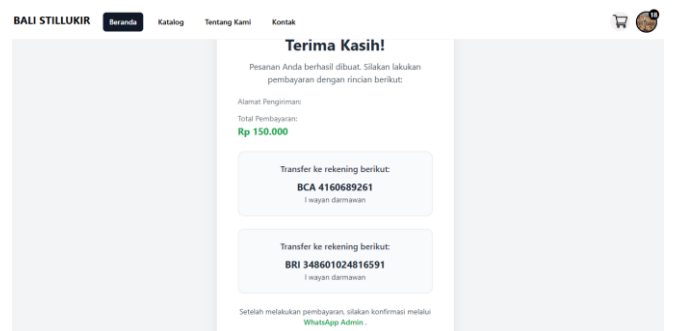 BALI STILLUKIR
Beranda
Katalog
Tentang Kami
Kontak
18
Terima Kasih!
Pesanan Anda berhasil dibuat. Silakan lakukan
pembayaran dengan rincian berikut:
Alamat Pengiriman:
Total Pembayaran:
Rp 150.000
Transfer ke rekening berikut:
BCA 4160689261
I wayan darmawan
Transfer ke rekening berikut:
BRI 348601024816591
I wayan darmawan
Setelah melakukan pembayaran, silakan konfirmasi melalui
WhatsApp Admin .